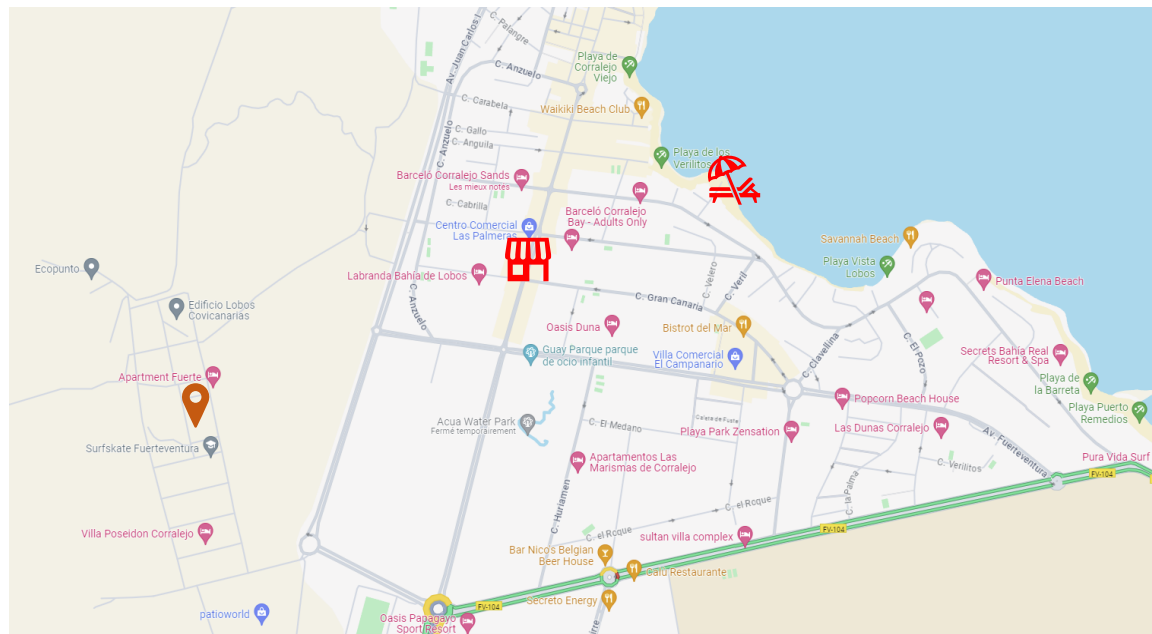 C. Palangre
Av. Juan Carlos I
C. Anzuelo
Playa de
Corralejo
Viejo
C. Carabela
Waikiki Beach Club
C. Gallo
C. Anguila
C. Anzuelo
Playa de los
Verilitos
Barceló Corralejo Sands
Les mieux notés
C. Cabrilla
Barceló Corralejo
Bay - Adults Only
Centro Comercial
Las Palmeras
Savannah Beach
Playa Vista
Lobos
Ecopunto
Labranda Bahía de Lobos
C. Velero
C. Veril
Punta Elena Beach
C. Anzuelo
C. Gran Canaria
Edificio Lobos
Covicanarias
Oasis Duna
Bistrot del Mar
Guay Parque parque
de ocio infantil
Villa Comercial
El Campanario
C. Clavellina
C. El Pozo
Secrets Bahía Real
Resort & Spa
Apartment Fuerte
Playa de
la Barreta
Popcorn Beach House
Playa Puerto
Remedios
Acua Water Park
Fermé temporairement
C. El Medano
Playa Park Zensation
Las Dunas Corralejo
Av. Fuerteventura
Surfskate Fuerteventura
Apartamentos Las
Marismas de Corralejo
C. Verilitos
Pura Vida Surf
FV-104
C. la Palma
C. Huriamen
C. el Roque
C. el Roque
FV-104
Villa Poseidon Corralejo
sultan villa complex
Bar Nico's Belgian
Beer House
Secreto Energy
FV-104
patioworld
Oasis Papagayo
Sport Resort